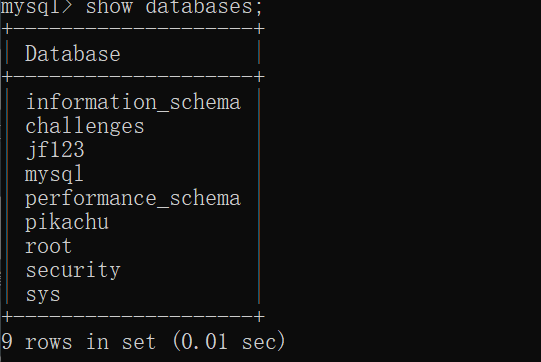 mysql> show databases;
+--------------------+
| Database           |
+--------------------+
| information_schema |
| challenges         |
| jf123              |
| mysql              |
| performance_schema |
| pikachu            |
| root               |
| security           |
| sys                |
+--------------------+
9 rows in set (0.01 sec)